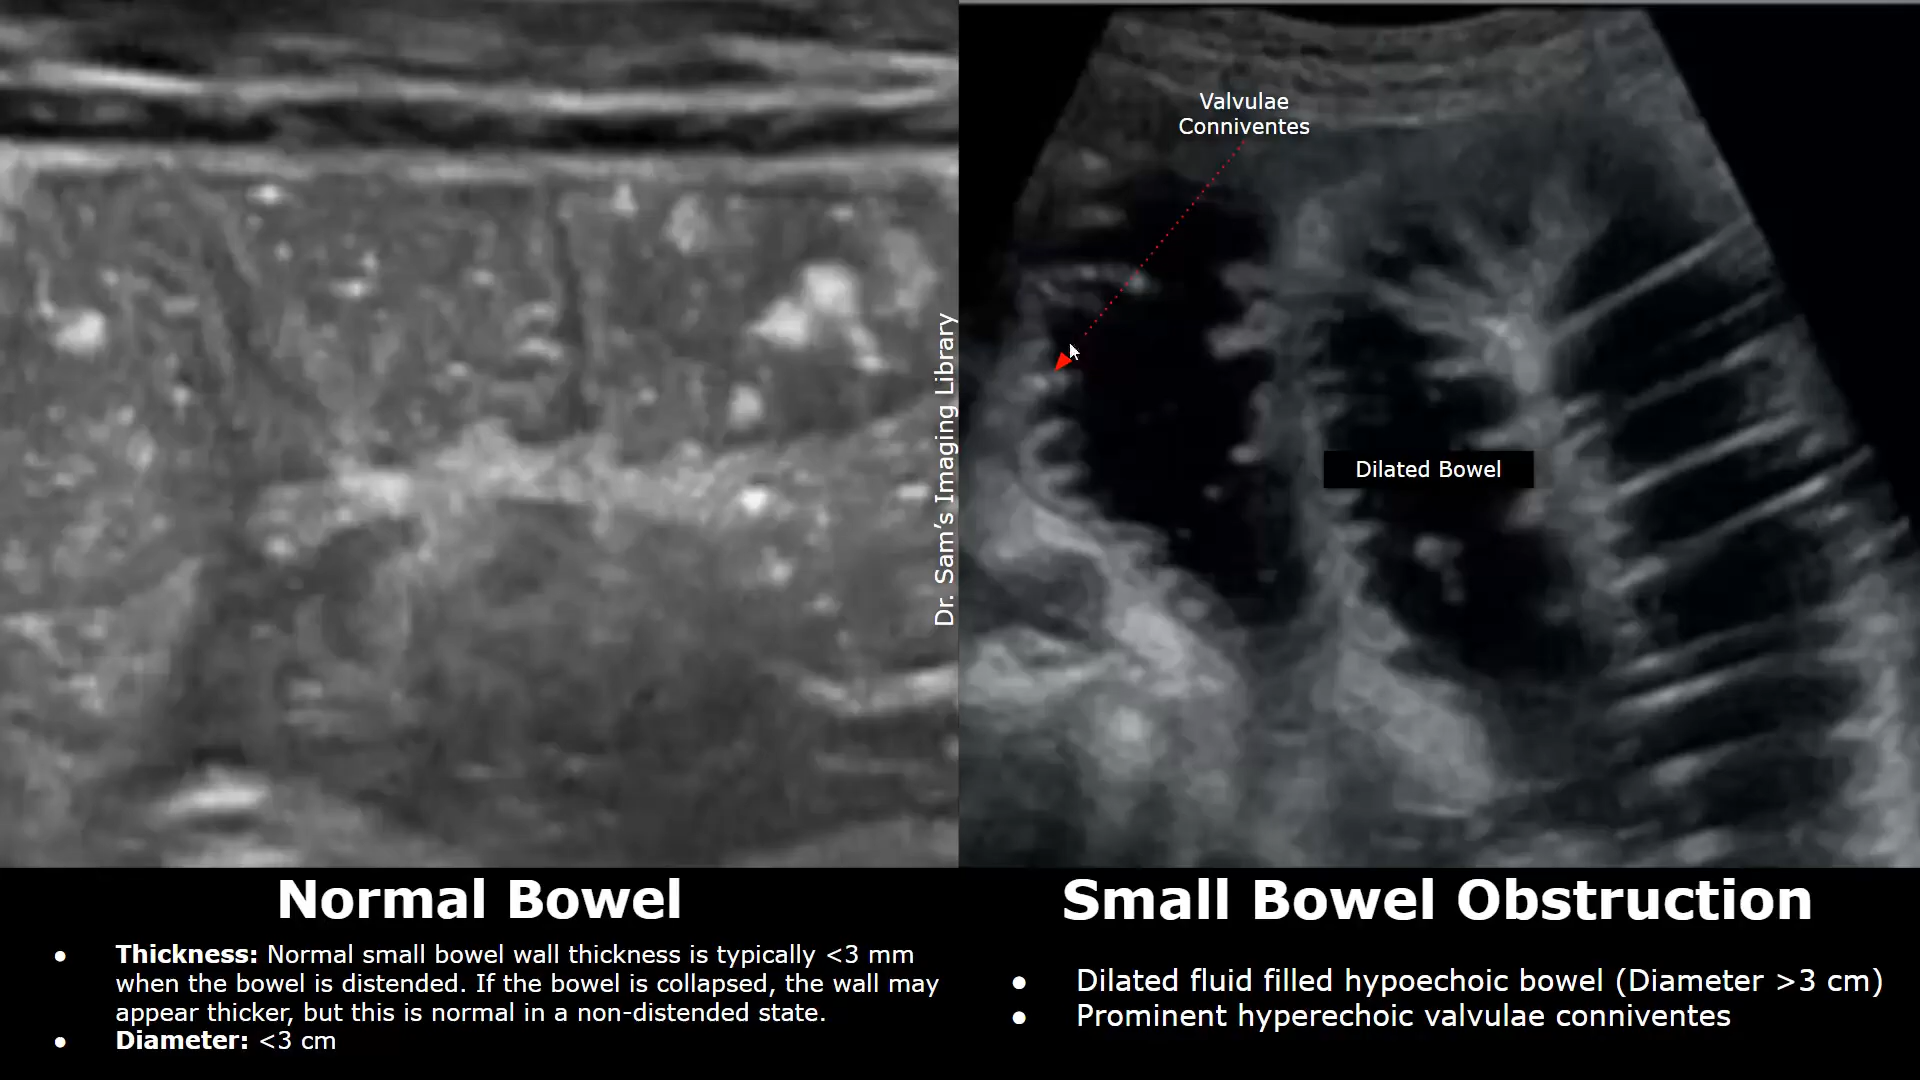 Valvulae
Conniventes
Dilated Bowel
Dr. Sam’s Imaging Library
Normal Bowel
● Thickness: Normal small bowel wall thickness is typically <3 mm
when the bowel is distended. If the bowel is collapsed, the wall may
appear thicker, but this is normal in a non-distended state.
● Diameter: <3 cm
Small Bowel Obstruction
● Dilated fluid filled hypoechoic bowel (Diameter >3 cm)
● Prominent hyperechoic valvulae conniventes